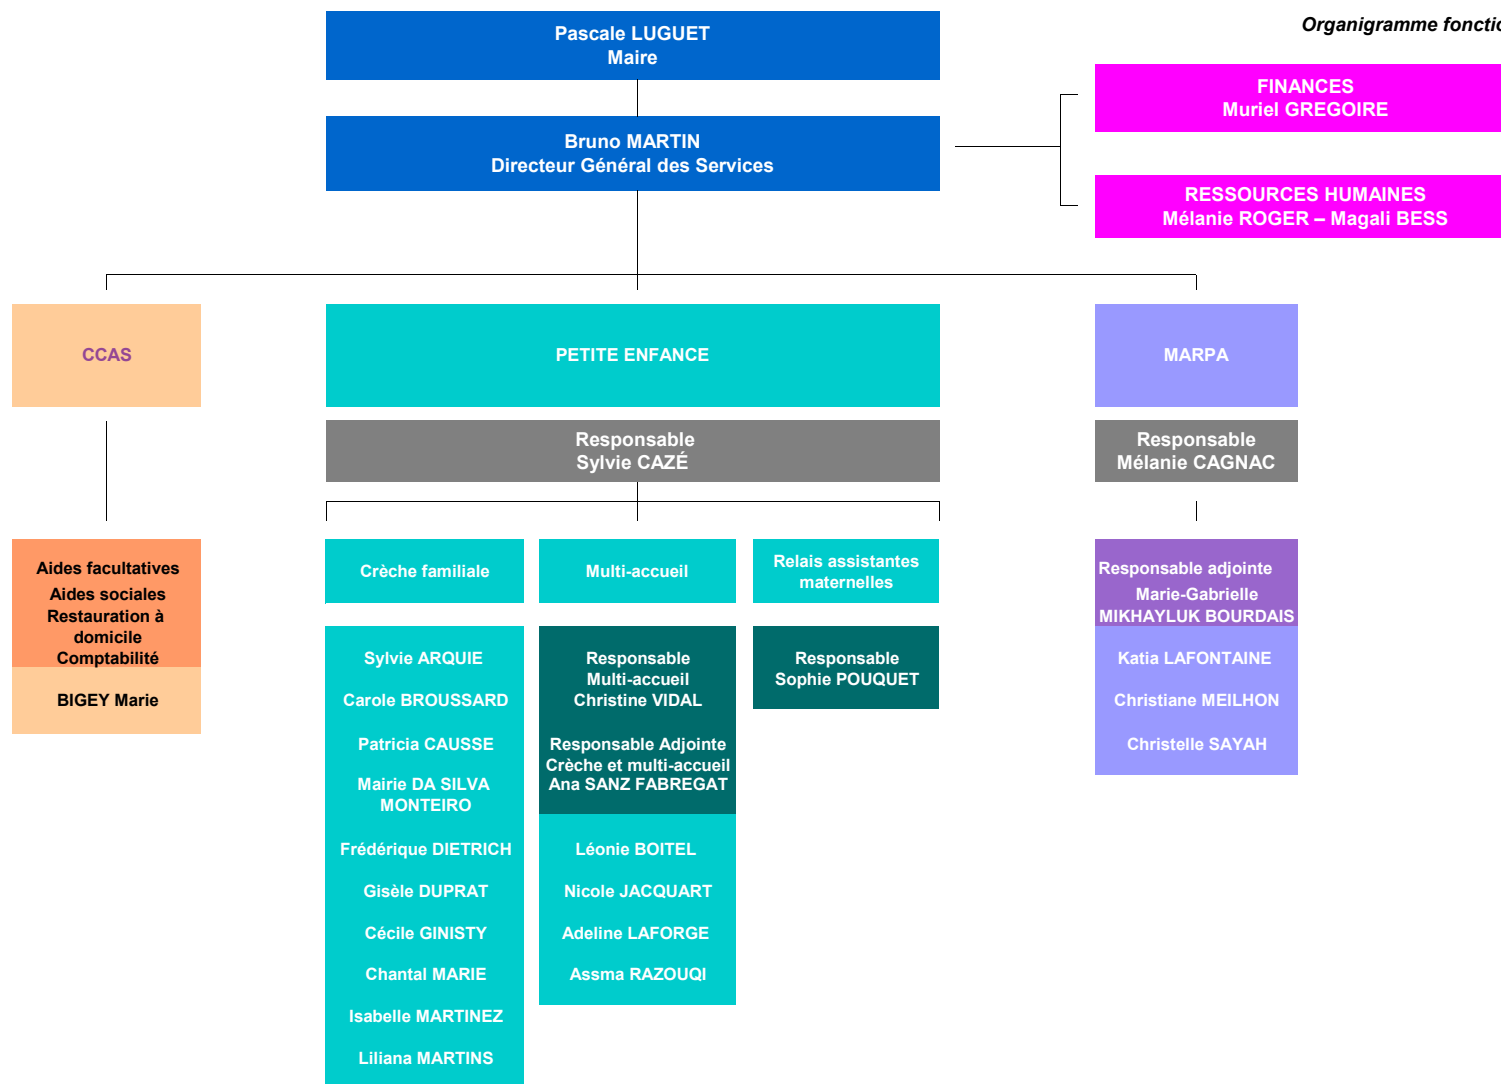 Pascale LUGUET
Maire
Organigramme fonctio
FINANCES
Muriel GREGOIRE
Bruno MARTIN
Directeur Général des Services
RESSOURCES HUMAINES
Mélanie ROGER – Magali BESS
CCAS
PETITE ENFANCE
MARPA
Responsable
Sylvie CAZÉ
Responsable
Mélanie CAGNAC
Aides facultatives
Aides sociales
Restauration à
domicile
Comptabilité
BIGEY Marie
Crèche familiale
Sylvie ARQUIE
Carole BROUSSARD
Patricia CAUSSE
Mairie DA SILVA
MONTEIRO
Frédérique DIETRICH
Gisèle DUPRAT
Cécile GINISTY
Chantal MARIE
Isabelle MARTINEZ
Liliana MARTINS
Multi-accueil
Responsable
Multi-accueil
Christine VIDAL
Responsable Adjointe
Crèche et multi-accueil
Ana SANZ FABREGAT
Léonie BOITEL
Nicole JACQUART
Adeline LAFORGE
Assma RAZOUQI
Relais assistantes
maternelles
Responsable
Sophie POUQUET
Responsable adjointe
Marie-Gabrielle
MIKHAYLUK BOURDAIS
Katia LAFONTAINE
Christiane MEILHON
Christelle SAYAH